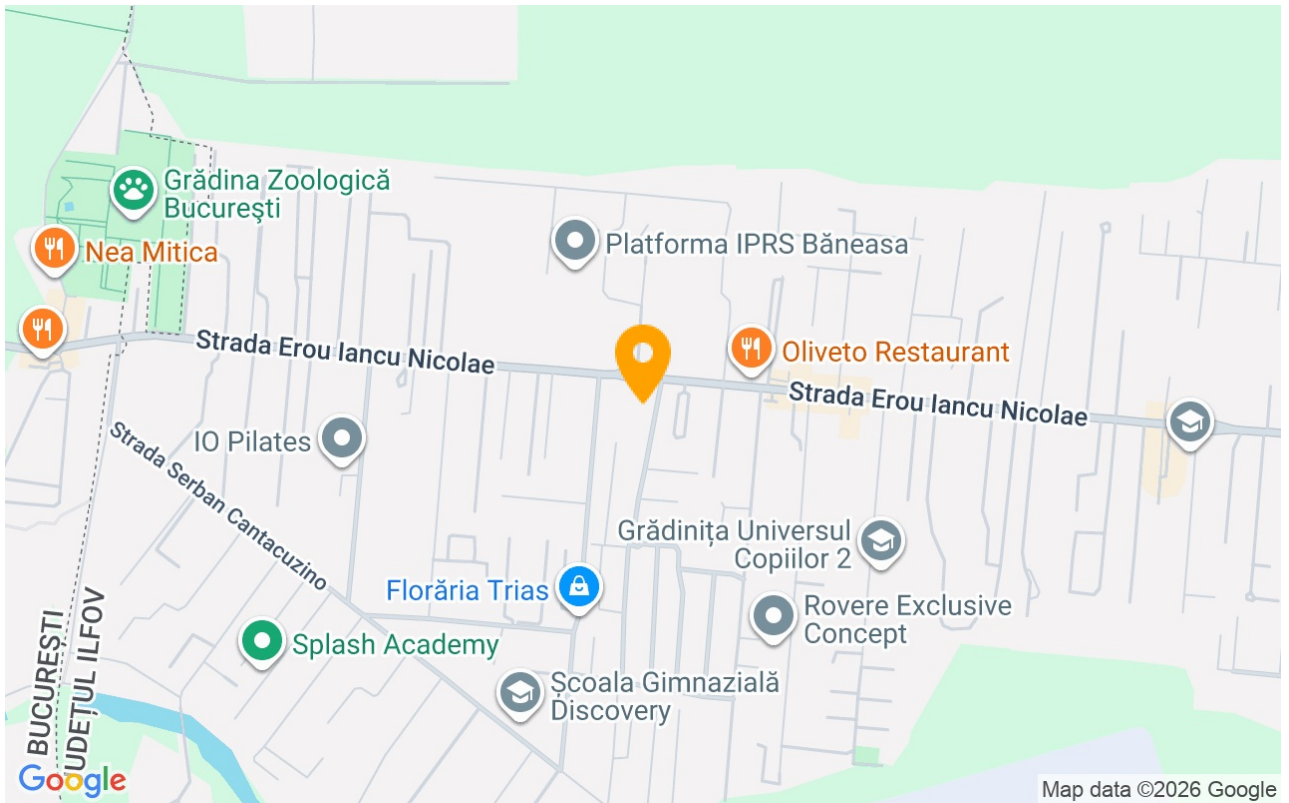 Grădina Zoologică
București
Nea Mitica
Platforma IPRS Băneasa
Strada Erou Iancu Nicolae
Oliveto Restaurant
Strada Erou Iancu Nicolae
IO Pilates
Strada Serban Cantacuzino
Grădinița Universul
Copiilor 2
Florăria Trias
Rovere Exclusive
Concept
Splash Academy
Școala Gimnazială
Discovery
BUCUREȘTI
JUDEȚUL ILFOV
Google
Map data ©2026 Google